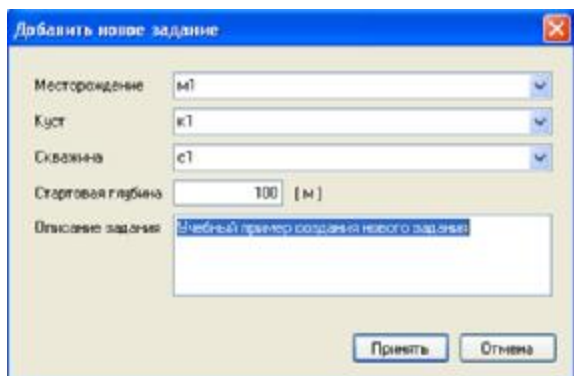 Добавить новое задание
Месторождение м1
Куст к1
Скважина с1
Стартовая глубина 100 [м]
Описание задания Учебный пример создания нового задания
Принять Отмена